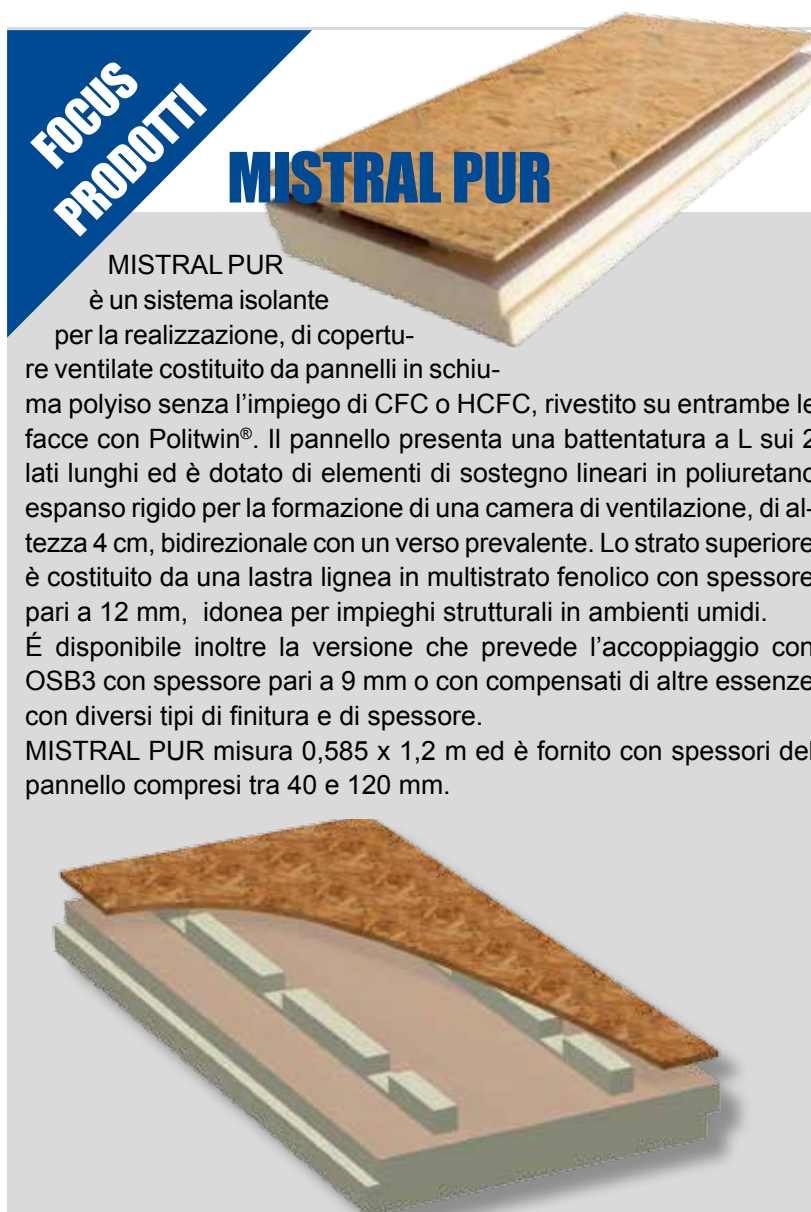 FOCUS
PRODOTTI
MISTRAL PUR
MISTRAL PUR
è un sistema isolante
per la realizzazione, di copertu-
re ventilate costituito da pannelli in schiu-
ma polyiso senza l'impiego di CFC o HCFC, rivestito su entrambe le
facce con Politwin®. Il pannello presenta una battentatura a L sui 2
lati lunghi ed è dotato di elementi di sostegno lineari in poliuretano
espanso rigido per la formazione di una camera di ventilazione, di al-
tezza 4 cm, bidirezionale con un verso prevalente. Lo strato superiore
è costituito da una lastra lignea in multistrato fenolico con spessore
pari a 12 mm, idonea per impieghi strutturali in ambienti umidi.
É disponibile inoltre la versione che prevede l'accoppiaggio con
OSB3 con spessore pari a 9 mm o con compensati di altre essenze
con diversi tipi di finitura e di spessore.
MISTRAL PUR misura 0,585 x 1,2 m ed è fornito con spessori del
pannello compresi tra 40 e 120 mm.